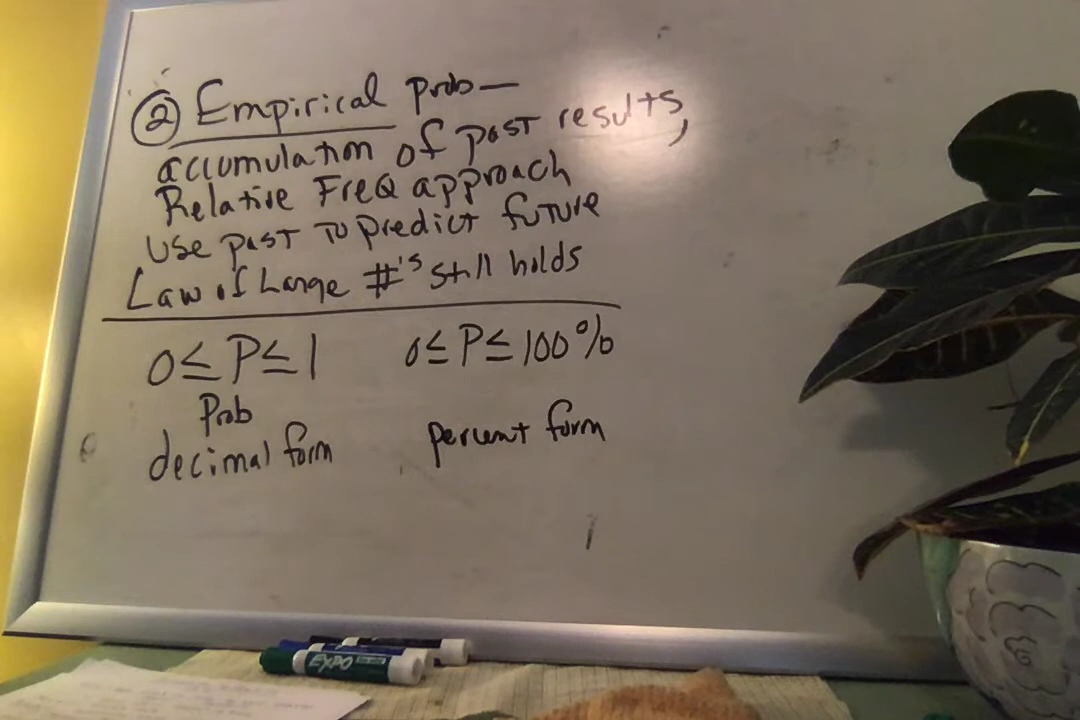 ② Empirical prob—
accumulation of past results,
Relative FreQ approach
Use past to predict future
Law of Large #'s still holds
0≤P≤1 0≤P≤100%
Prob
decimal form percent form
EXPO